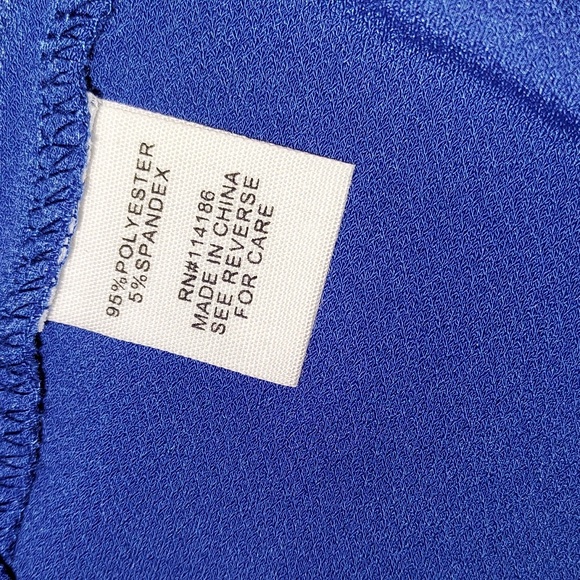 95%POLYESTER
5%SPANDEX
RN#114186
MADE IN CHINA
SEE REVERSE
FOR CARE